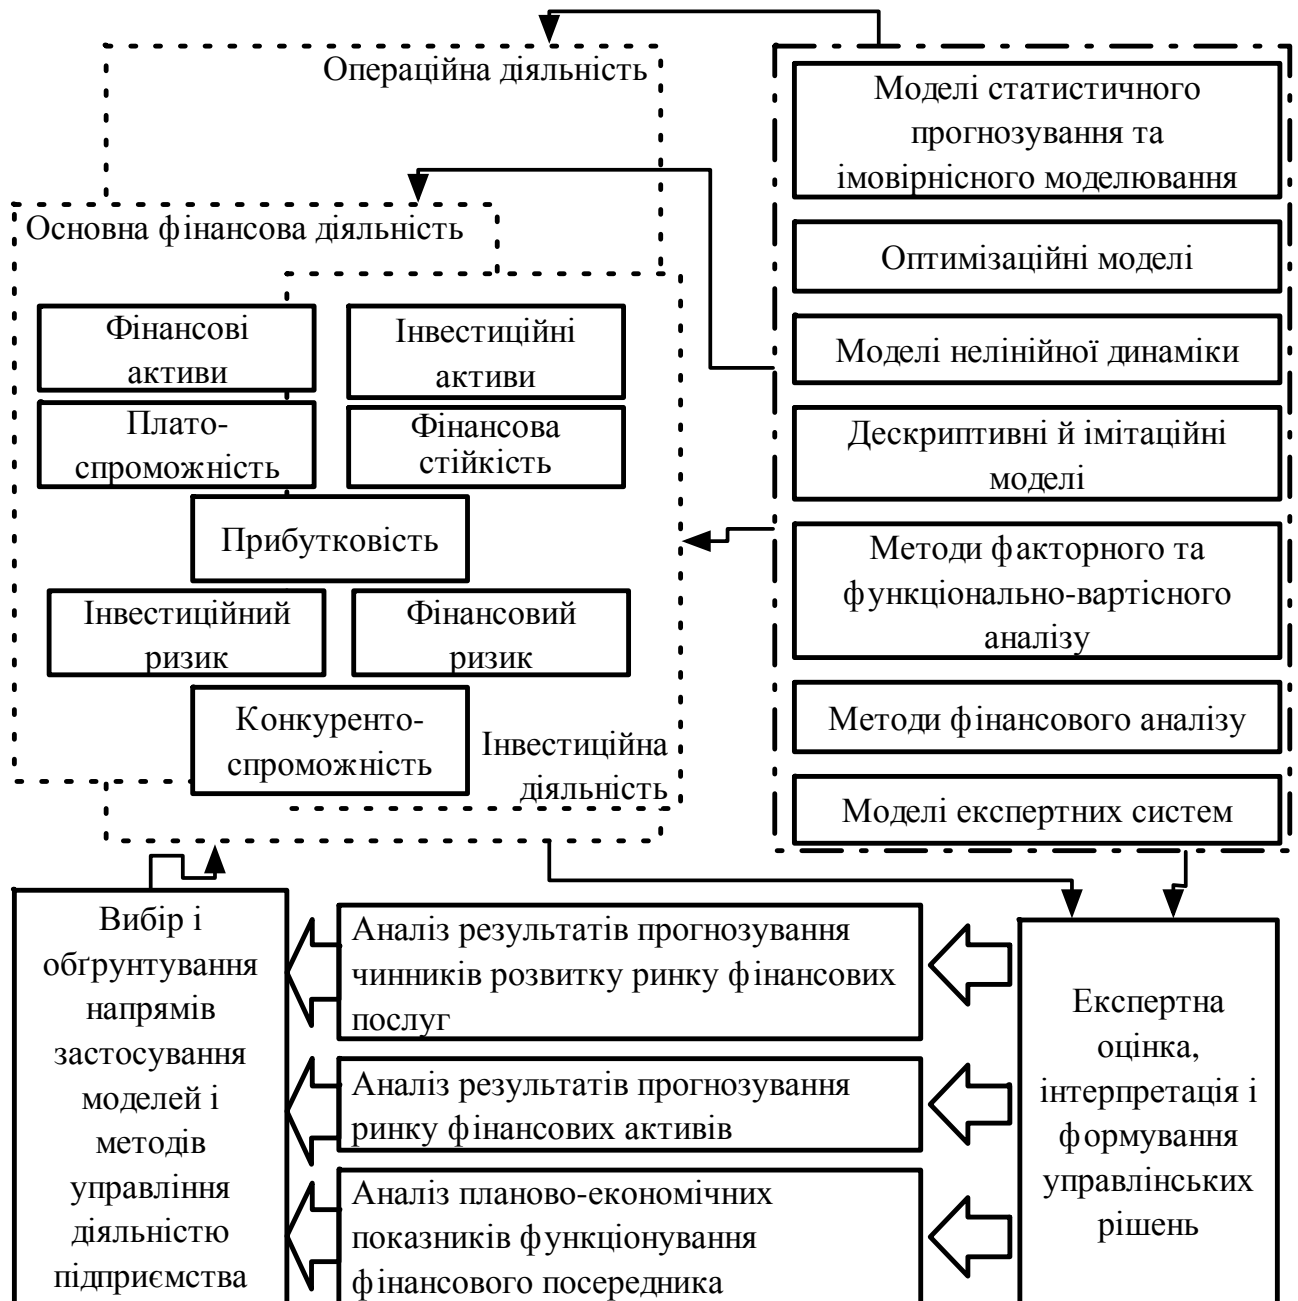 Операційна діяльність
Основна фінансова діяльність
Фінансові
активи
Інвестиційні
активи
Плато-
спроможність
Фінансова
стійкість
Прибутковість
Інвестиційний
ризик
Фінансовий
ризик
Конкуренто-
спроможність
Інвестиційна
діяльність
Моделі статистичного
прогнозування та
імовірнісного моделювання
Оптимізаційні моделі
Моделі нелінійної динаміки
Дескриптивні й імітаційні
моделі
Методи факторного та
функціонально-вартісного
аналізу
Методи фінансового аналізу
Моделі експертних систем
Вибір і
обґрунтування
напрямів
застосування
моделей і
методів
управління
діяльністю
підприємства
Аналіз результатів прогнозування
чинників розвитку ринку фінансових
послуг
Аналіз результатів прогнозування
ринку фінансових активів
Аналіз планово-економічних
показників функціонування
фінансового посередника
Експертна
оцінка,
інтерпретація і
формування
управлінських
рішень